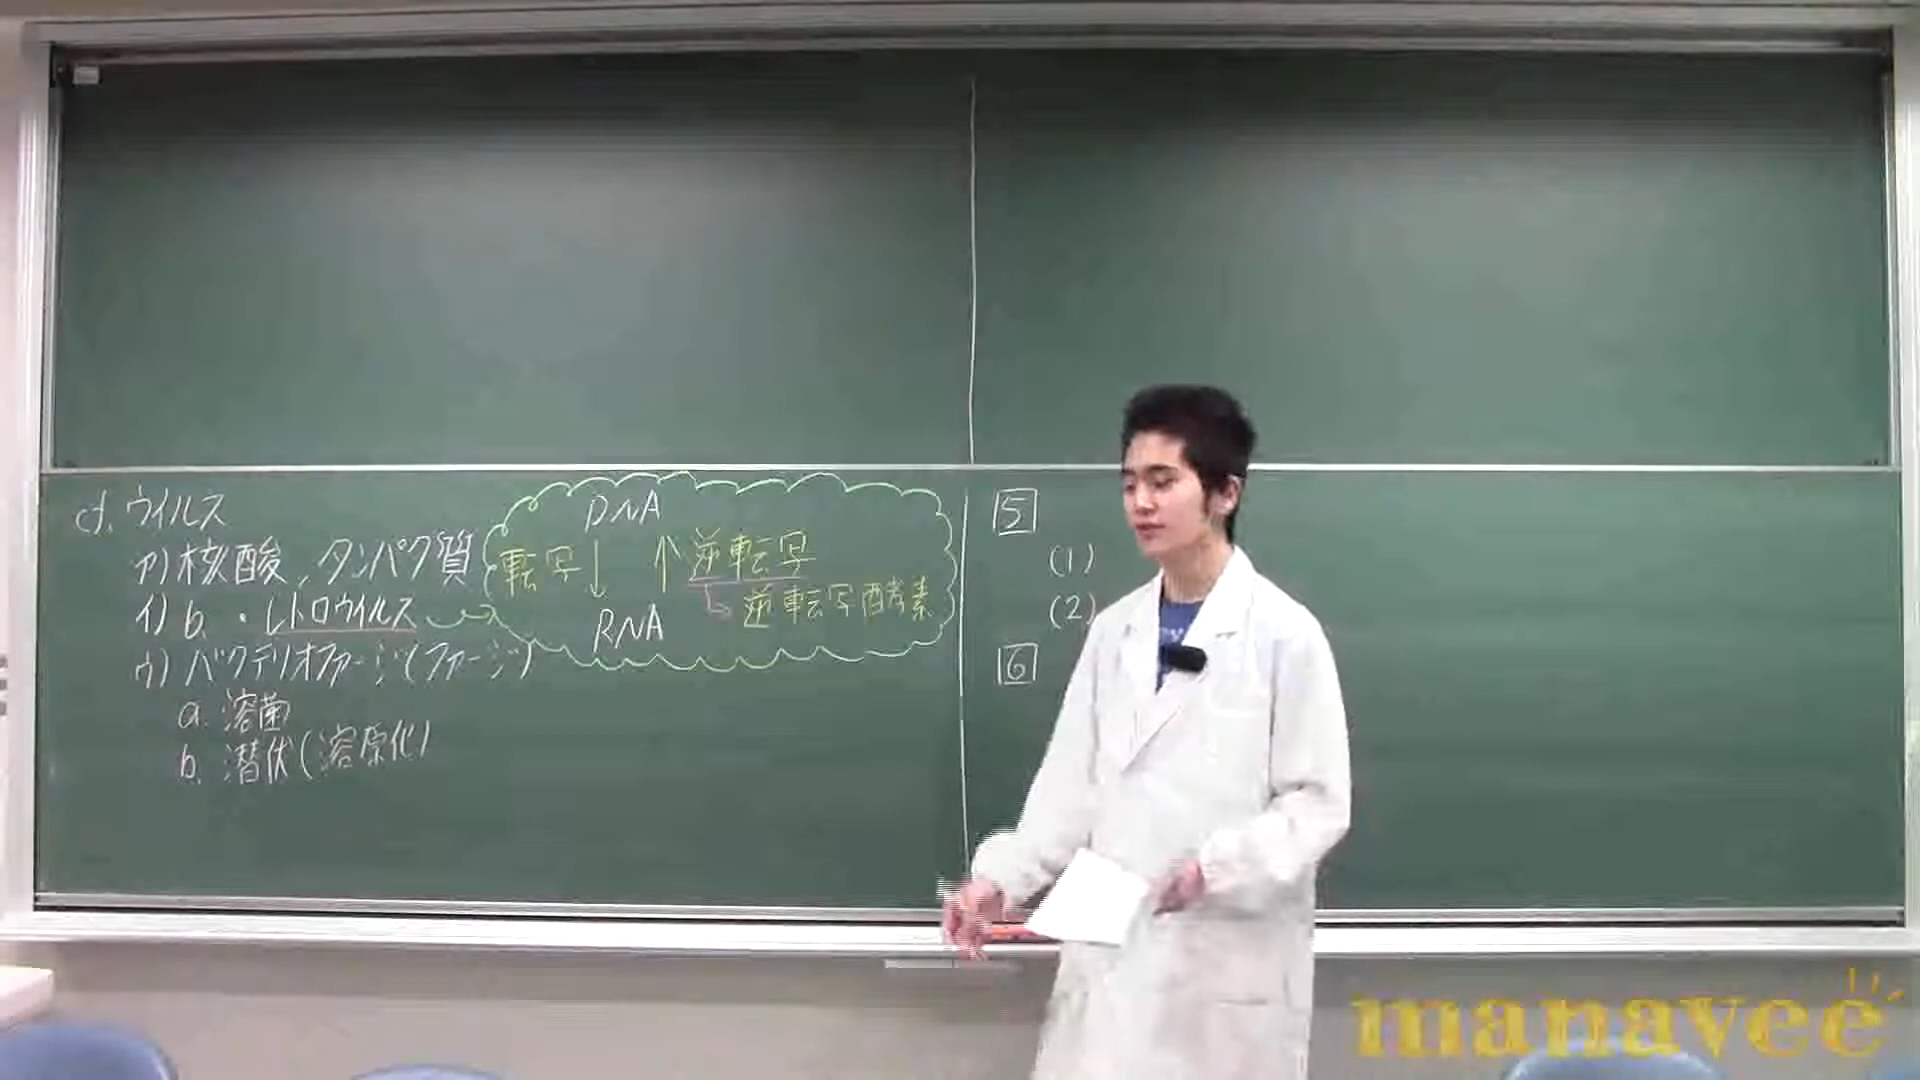 cf. ウイルス
ア) 核酸, タンパク質
イ) b. ・レトロウイルス
ウ) バクテリオファージ(ファージ)
a. 溶菌
b. 潜伏(溶原化)
DNA
転写↓ ↑逆転写
↳逆転写酵素
RNA
5
(1)
(2)
6
manavee